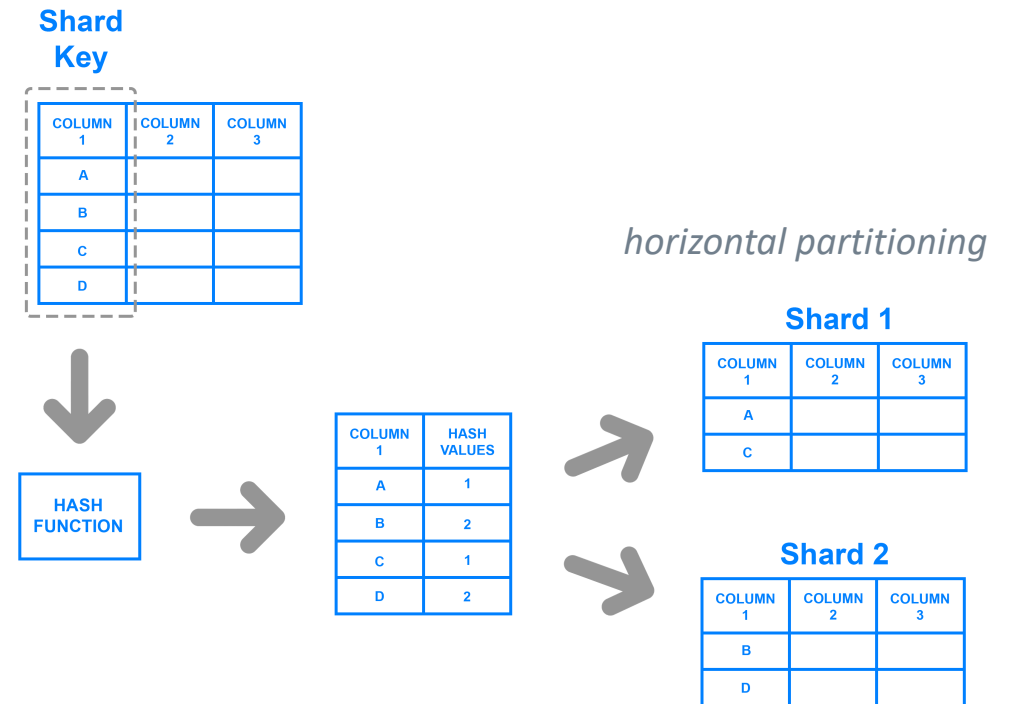 Shard
Key
COLUMN COLUMN COLUMN
1 2 3
A
B
C
D
horizontal partitioning
HASH
FUNCTION
COLUMN HASH
1 VALUES
A 1
B 2
C 1
D 2
Shard 1
COLUMN COLUMN COLUMN
1 2 3
A
C
Shard 2
COLUMN COLUMN COLUMN
1 2 3
B
D